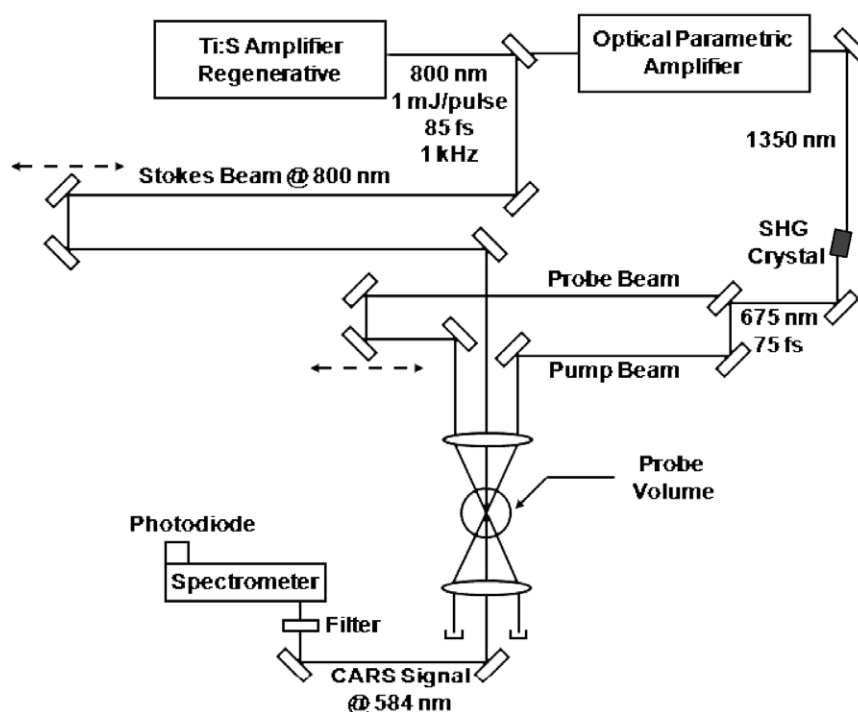 Ti:S Amplifier
Regenerative
Optical Parametric
Amplifier
800 nm
1 mJ/pulse
85 fs
1 kHz
1350 nm
Stokes Beam @ 800 nm
SHG
Crystal
Probe Beam
675 nm
75 fs
Pump Beam
Probe
Volume
Photodiode
Spectrometer
Filter
CARS Signal
@ 584 nm